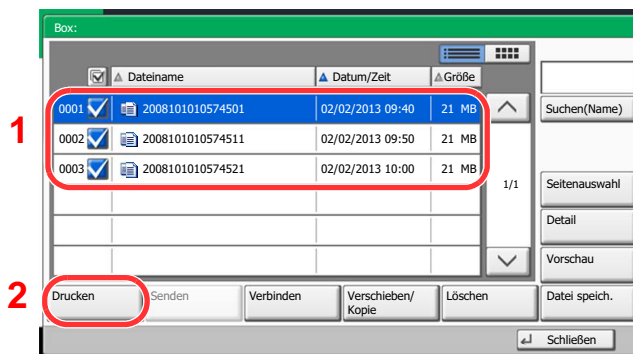 Box:
Dateiname Datum/Zeit Größe
1
0001 2008101010574501 02/02/2013 09:40 21 MB
Suchen(Name)
0002 2008101010574511 02/02/2013 09:50 21 MB
0003 2008101010574521 02/02/2013 10:00 21 MB
1/1
Seitenauswahl
Detail
Vorschau
2
Drucken Senden Verbinden Verschieben/
Kopie
Löschen Datei speich.
Schließen